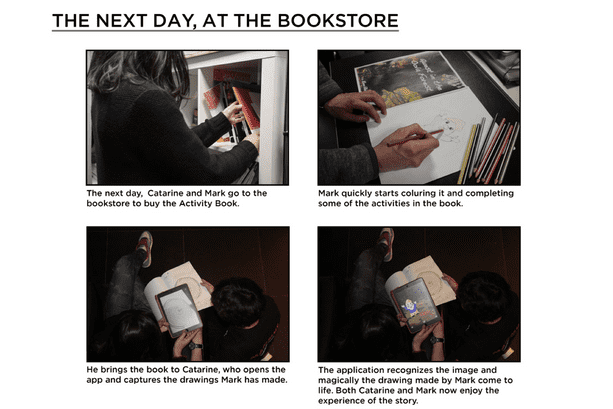 THE NEXT DAY, AT THE BOOKSTORE
The next day,  Catarine and Mark go to the
bookstore to buy the Activity Book.
Mark quickly starts coluring it and completing
some of the activities in the book.
He brings the book to Catarine, who opens the
app and captures the drawings Mark has made.
The application recognizes the image and
magically the drawing made by Mark come to
life. Both Catarine and Mark now enjoy the
experience of the story.